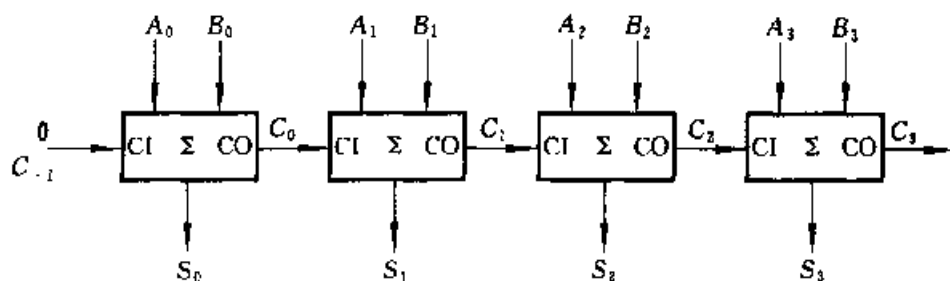 A₀ B₀ A₁ B₁ A₂ B₂ A₃ B₃
0 CI Σ CO C₀ CI Σ CO C₁ CI Σ CO C₂ CI Σ CO C₃
C₋₁
S₀ S₁ S₂ S₃